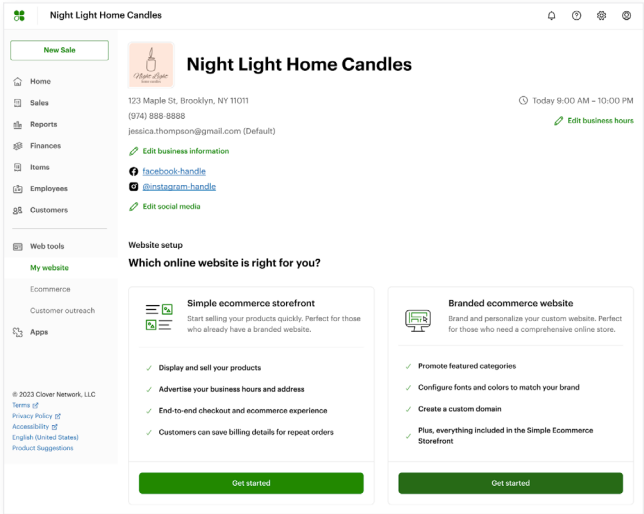 Night Light Home Candles
New Sale
Home
Sales
Reports
Finances
Items
Employees
Customers
Web tools
My website
Ecommerce
Customer outreach
Apps
© 2023 Clover Network, LLC
Terms
Privacy Policy
Accessibility
English (United States)
Product Suggestions
Night Light
home candles
Night Light Home Candles
123 Maple St, Brooklyn, NY 11011
(974) 888-8888
jessica.thompson@gmail.com (Default)
Edit business information
facebook-handle
@instagram-handle
Edit social media
Today 9:00 AM – 10:00 PM
Edit business hours
Website setup
Which online website is right for you?
Simple ecommerce storefront
Start selling your products quickly. Perfect for those
who already have a branded website.
✓ Display and sell your products
✓ Advertise your business hours and address
✓ End-to-end checkout and ecommerce experience
✓ Customers can save billing details for repeat orders
Get started
Branded ecommerce website
Brand and personalize your custom website. Perfect
for those who need a comprehensive online store.
✓ Promote featured categories
✓ Configure fonts and colors to match your brand
✓ Create a custom domain
✓ Plus, everything included in the Simple Ecommerce
Storefront
Get started